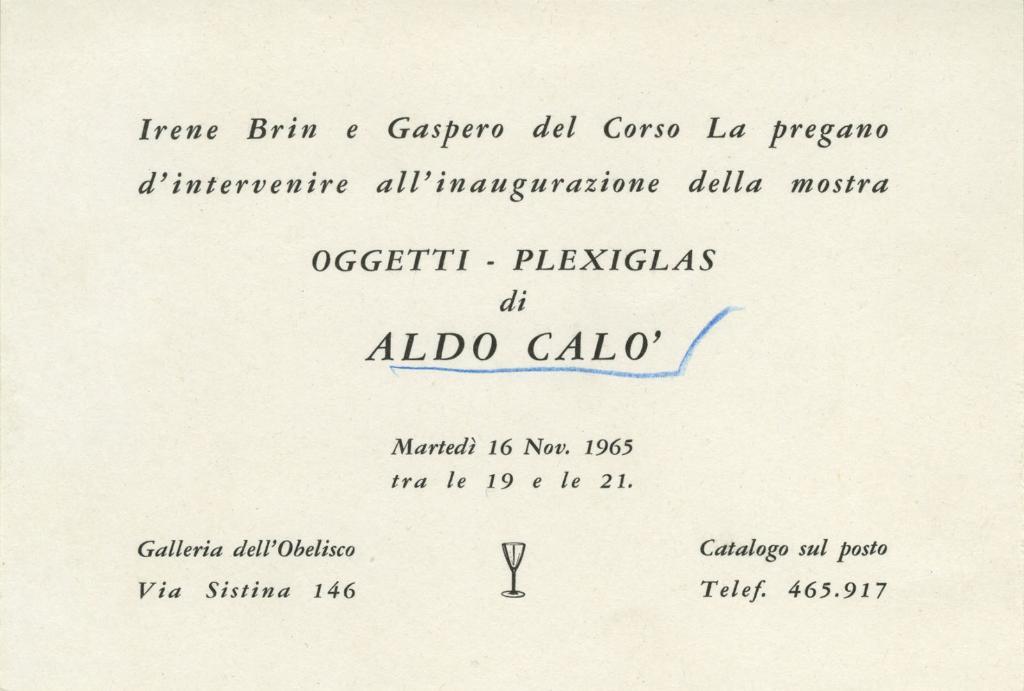 Irene Brin e Gaspero del Corso La pregano
d'intervenire all'inaugurazione della mostra
OGGETTI - PLEXIGLAS
di
ALDO CALO'
Martedì 16 Nov. 1965
tra le 19 e le 21.
Galleria dell'Obelisco
Via Sistina 146
Catalogo sul posto
Telef. 465.917